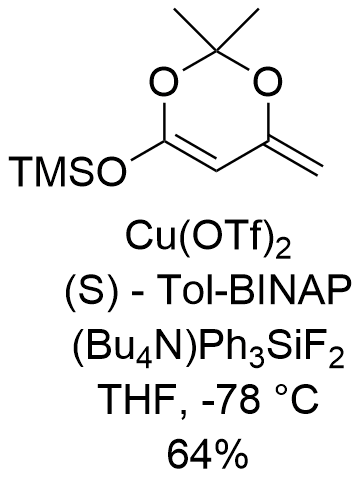 O O
TMSO
Cu(OTf)₂
(S) - Tol-BINAP
(Bu₄N)Ph₃SiF₂
THF, -78 °C
64%